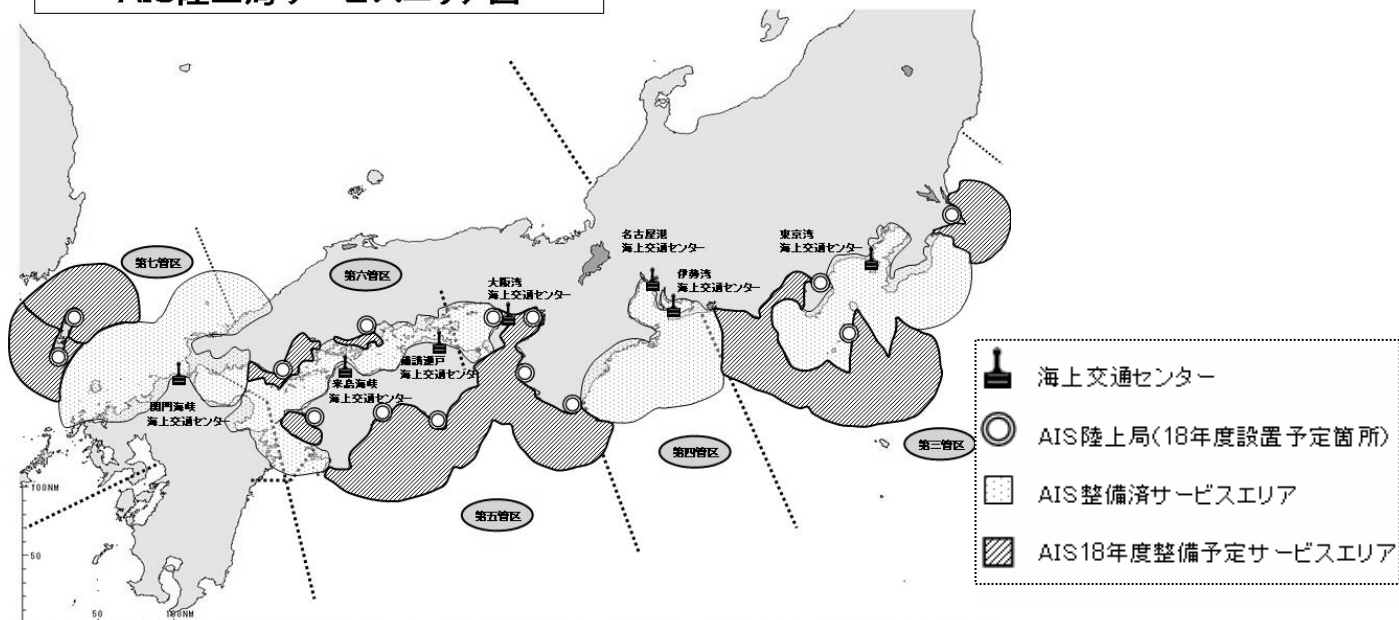 AIS陸上局サービスエリア図
名古屋港
海上交通センター
東京湾
海上交通センター
伊勢湾
海上交通センター
第七管区
第六管区
大阪湾
海上交通センター
備讃瀬戸
海上交通センター
来島海峡
海上交通センター
関門海峡
海上交通センター
第四管区
第三管区
第五管区
100NM
50
50
100NM
海上交通センター
AIS陸上局(18年度設置予定箇所)
AIS整備済サービスエリア
AIS18年度整備予定サービスエリア